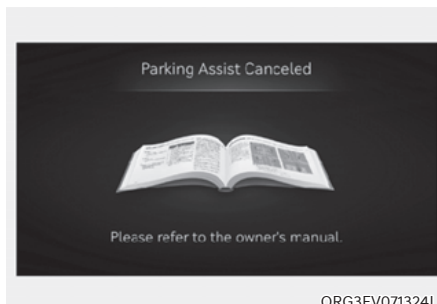 Parking Assist Canceled
Please refer to the owner's manual.
ORG3EV071324L